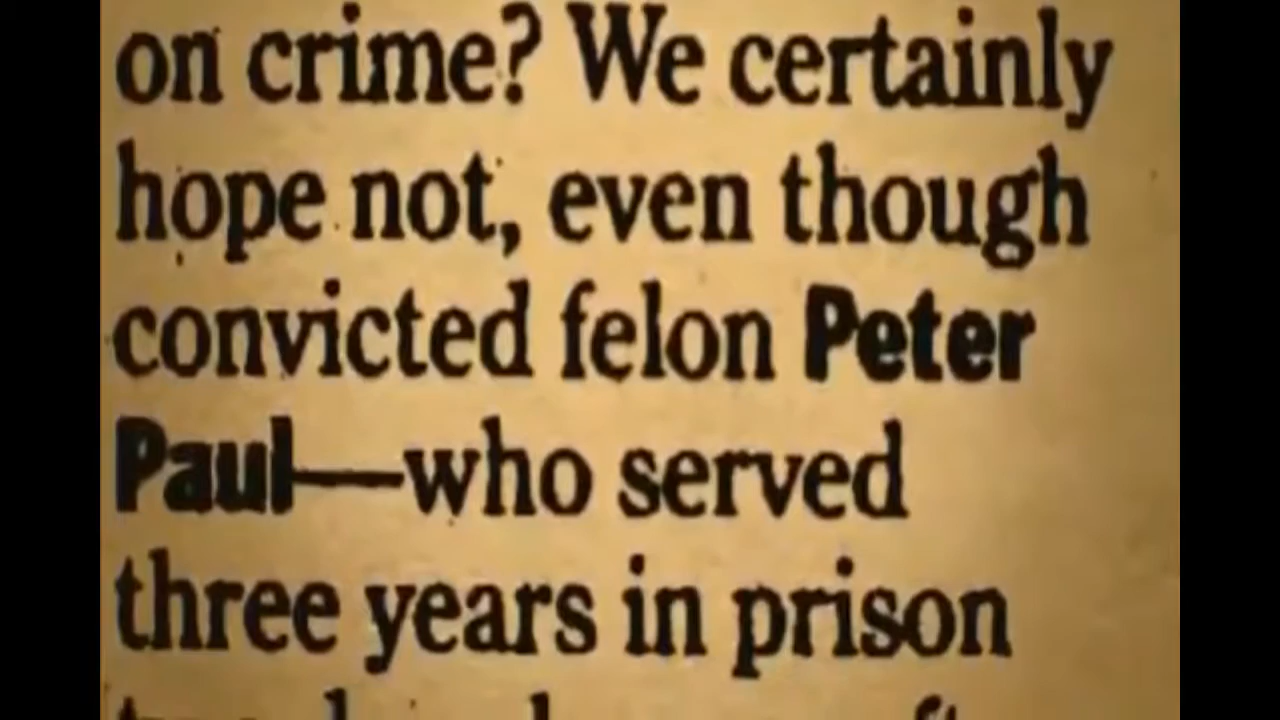 on crime? We certainly
hope not, even though
convicted felon Peter
Paul—who served
three years in prison